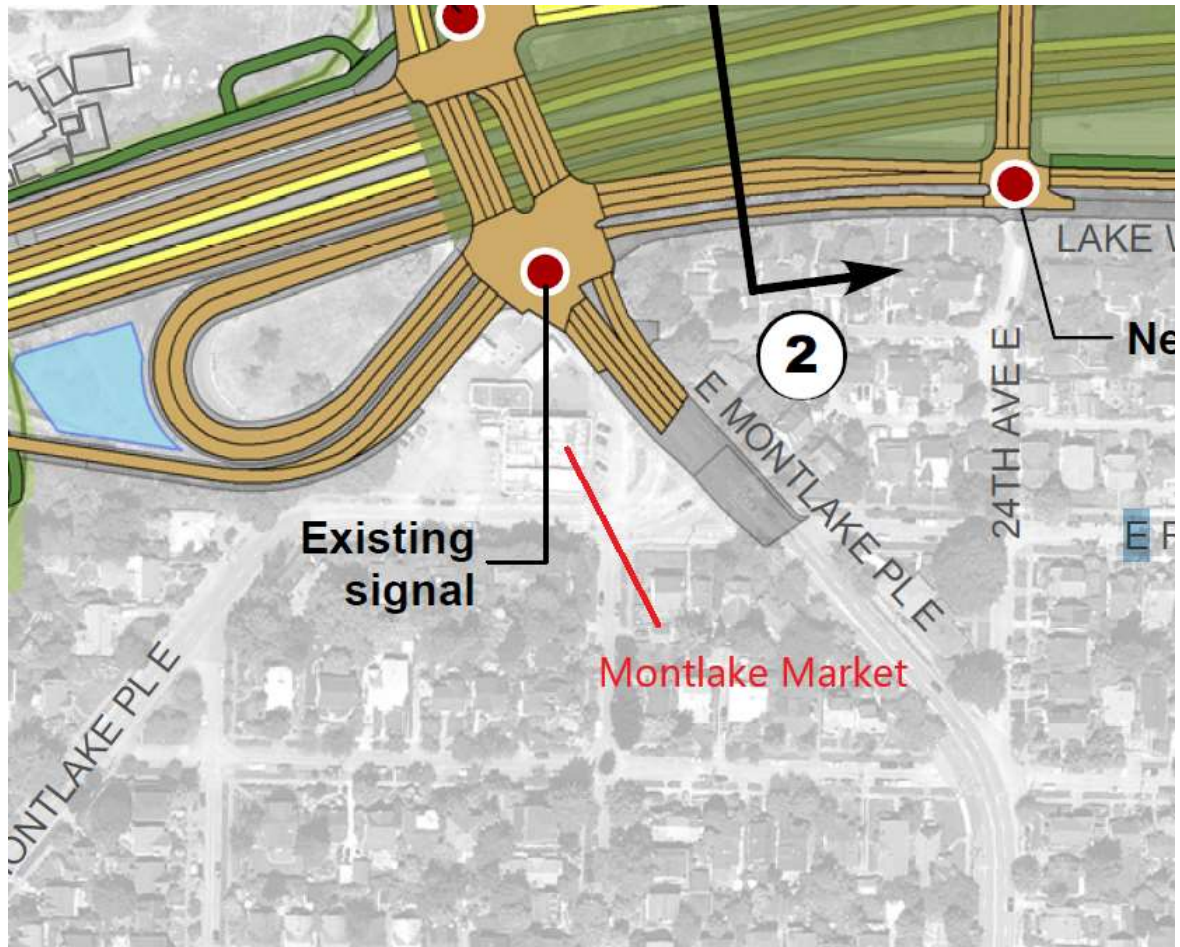 LAKE W
2
Ne
E MONTLAKE PL E
24TH AVE E
E F
Existing
signal
Montlake Market
MONTLAKE PL E